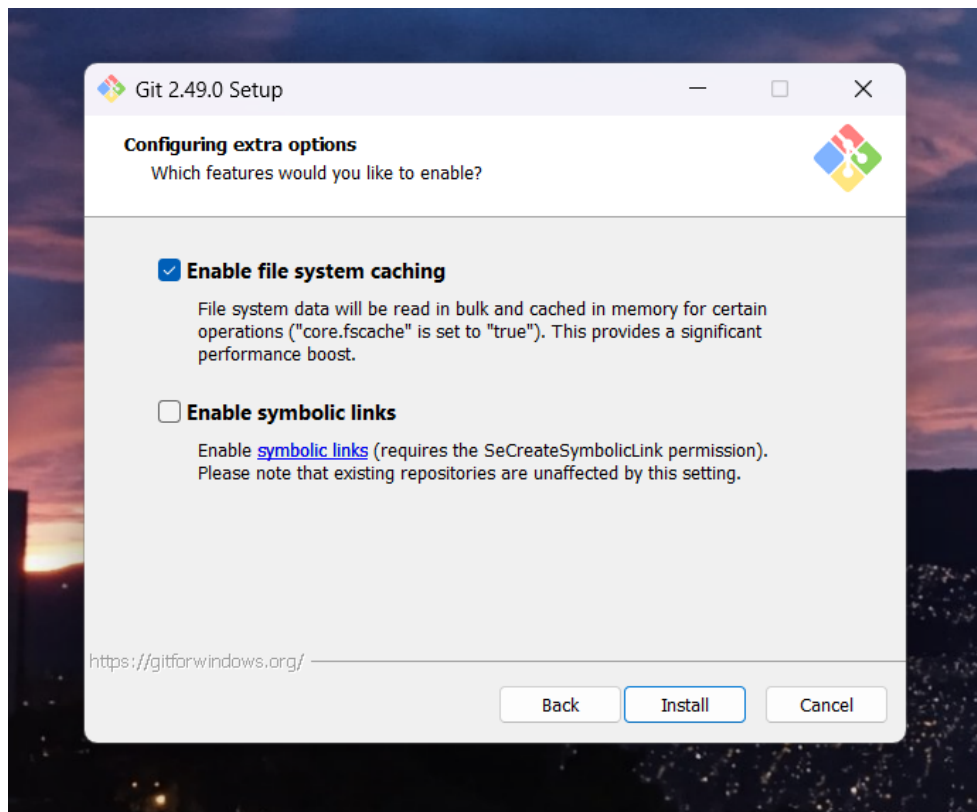 Git 2.49.0 Setup
Configuring extra options
Which features would you like to enable?
Enable file system caching
File system data will be read in bulk and cached in memory for certain
operations ("core.fscache" is set to "true"). This provides a significant
performance boost.
Enable symbolic links
Enable symbolic links (requires the SeCreateSymbolicLink permission).
Please note that existing repositories are unaffected by this setting.
https://gitforwindows.org/
Back Install Cancel